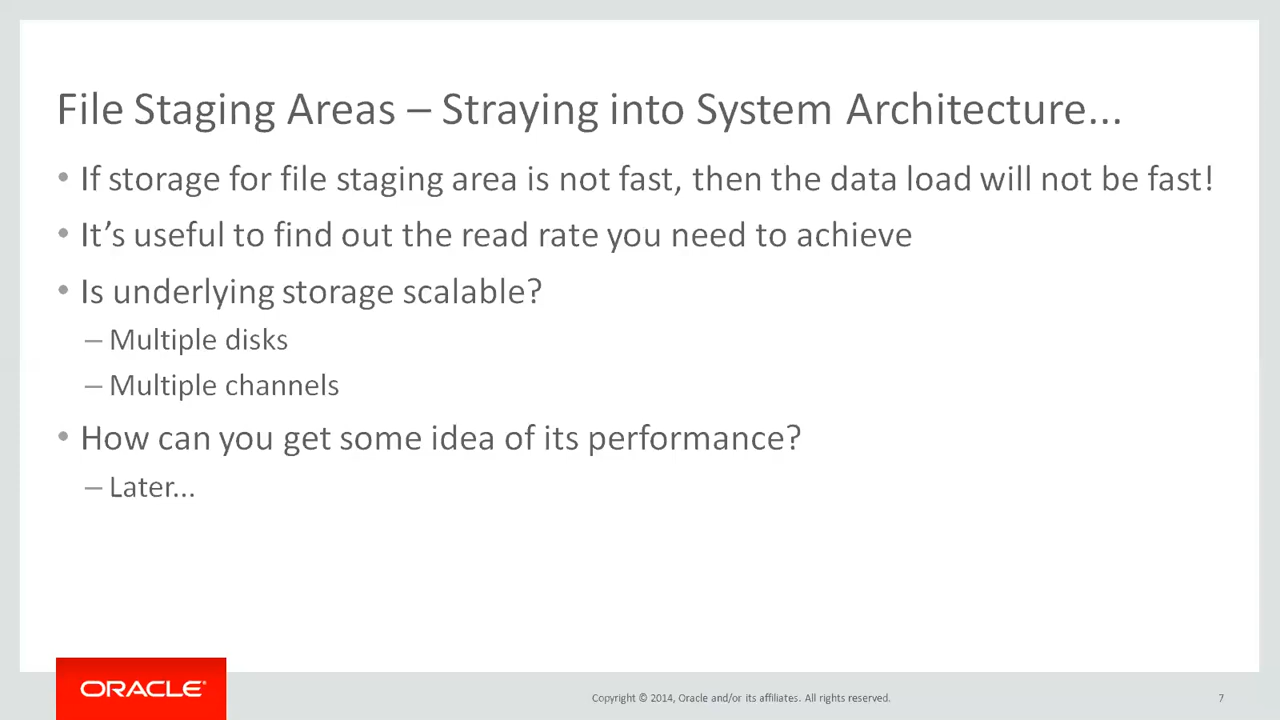 File Staging Areas – Straying into System Architecture...
• If storage for file staging area is not fast, then the data load will not be fast!
• It’s useful to find out the read rate you need to achieve
• Is underlying storage scalable?
– Multiple disks
– Multiple channels
• How can you get some idea of its performance?
– Later...
ORACLE®
Copyright © 2014, Oracle and/or its affiliates. All rights reserved.
7